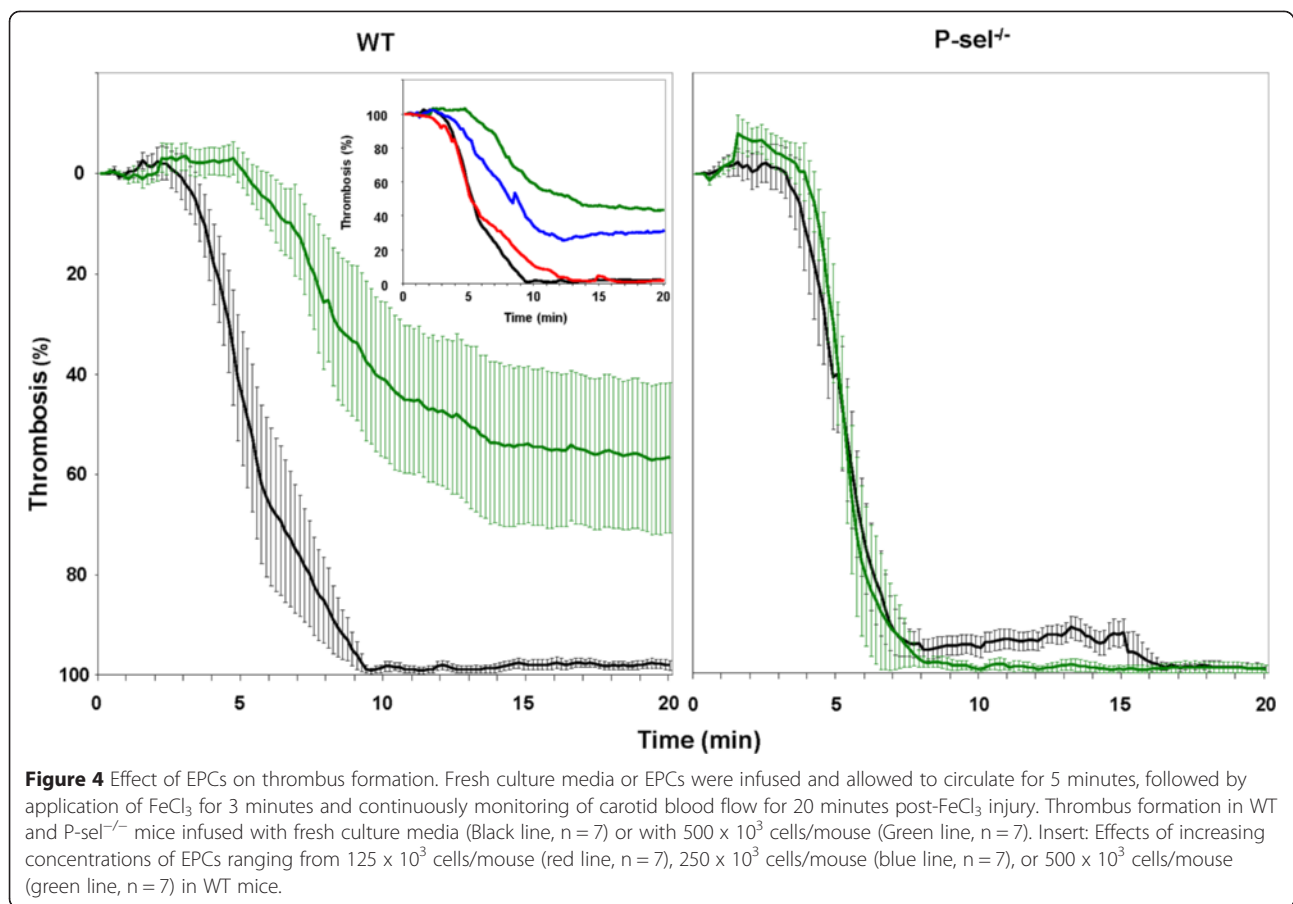 WT
P-sel-/-
Thrombosis (%)
0
20
40
60
80
100
0 5 10 15 20
Thrombosis (%)
100
80
60
40
20
0
0 5 10 15 20
Time (min)
0 5 10 15 20
Time (min)
Figure 4 Effect of EPCs on thrombus formation. Fresh culture media or EPCs were infused and allowed to circulate for 5 minutes, followed by
application of FeCl3 for 3 minutes and continuously monitoring of carotid blood flow for 20 minutes post-FeCl3 injury. Thrombus formation in WT
and P-sel−/− mice infused with fresh culture media (Black line, n = 7) or with 500 x 10³ cells/mouse (Green line, n = 7). Insert: Effects of increasing
concentrations of EPCs ranging from 125 x 10³ cells/mouse (red line, n = 7), 250 x 10³ cells/mouse (blue line, n = 7), or 500 x 10³ cells/mouse
(green line, n = 7) in WT mice.